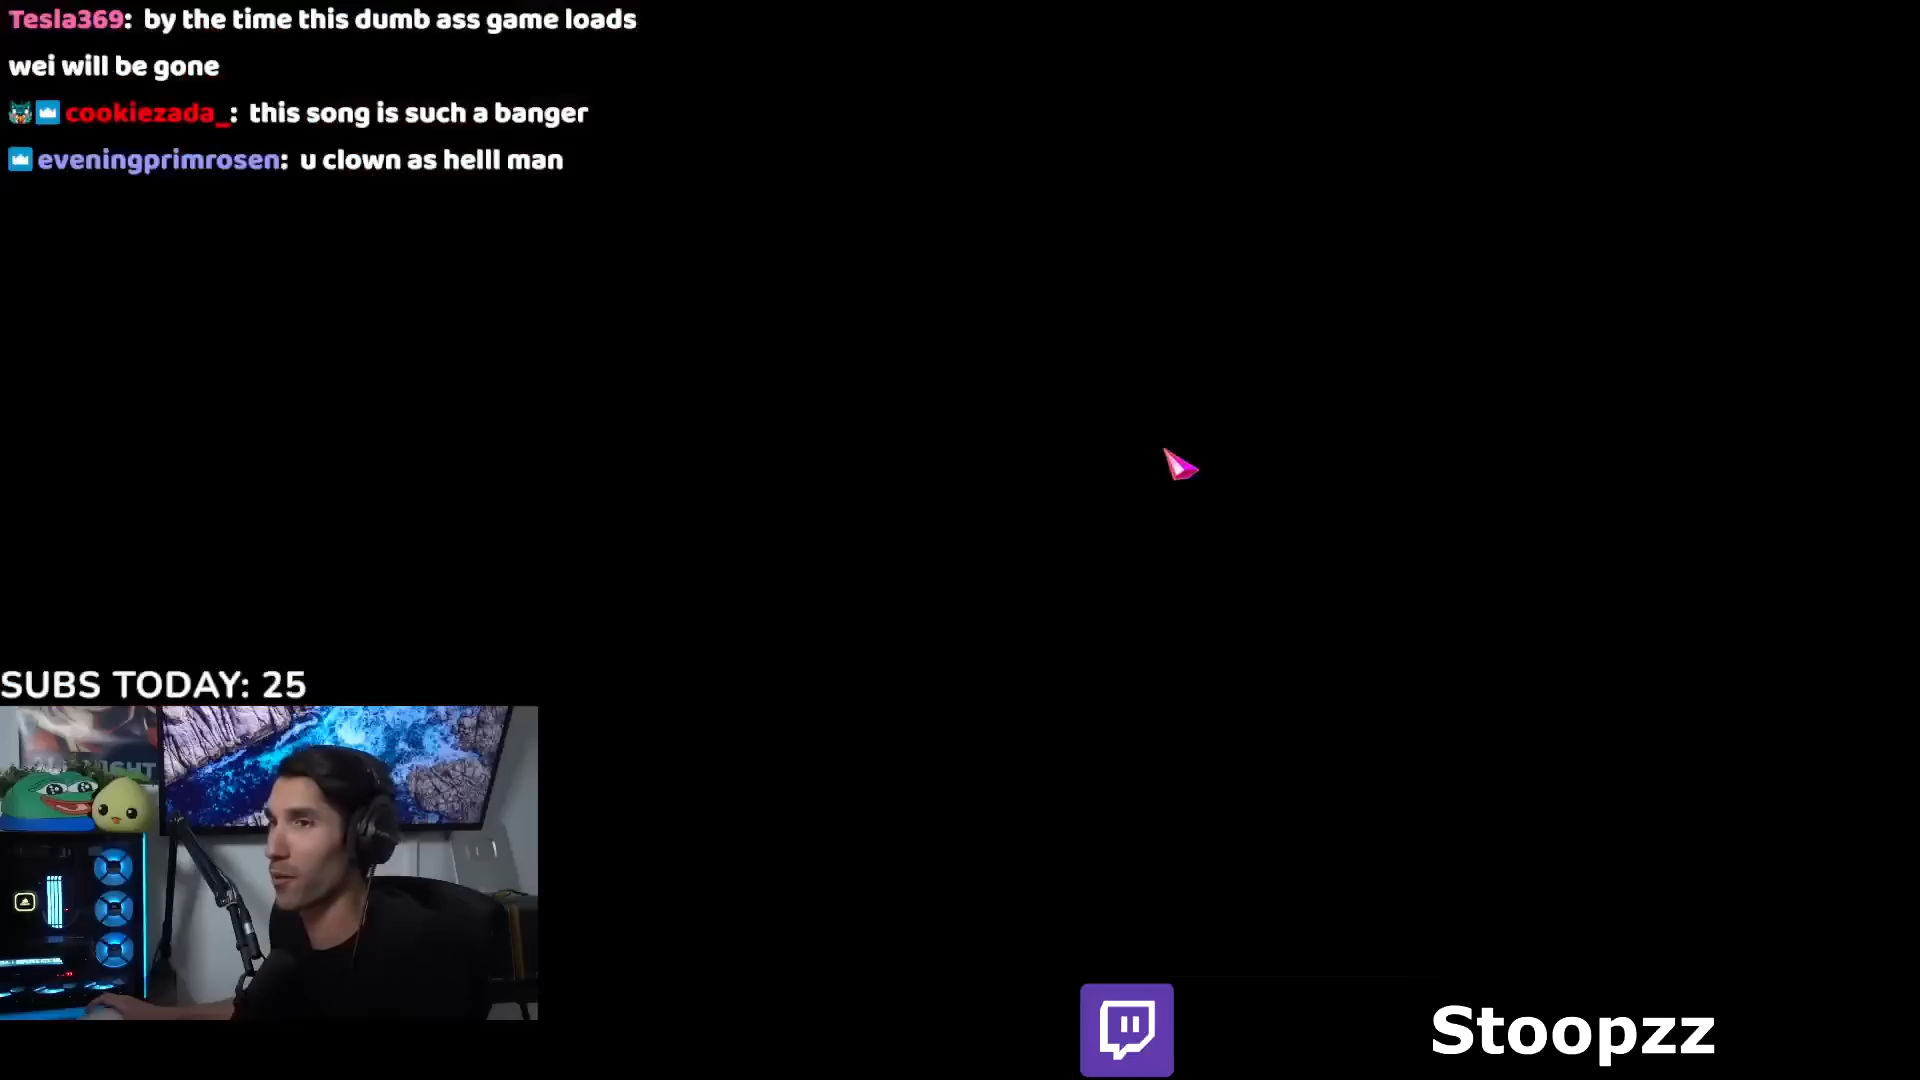 Tesla369: by the time this dumb ass game loads
wei will be gone
cookiezada_: this song is such a banger
eveningprimrosen: u clown as helll man
SUBS TODAY: 25
Stoopzz